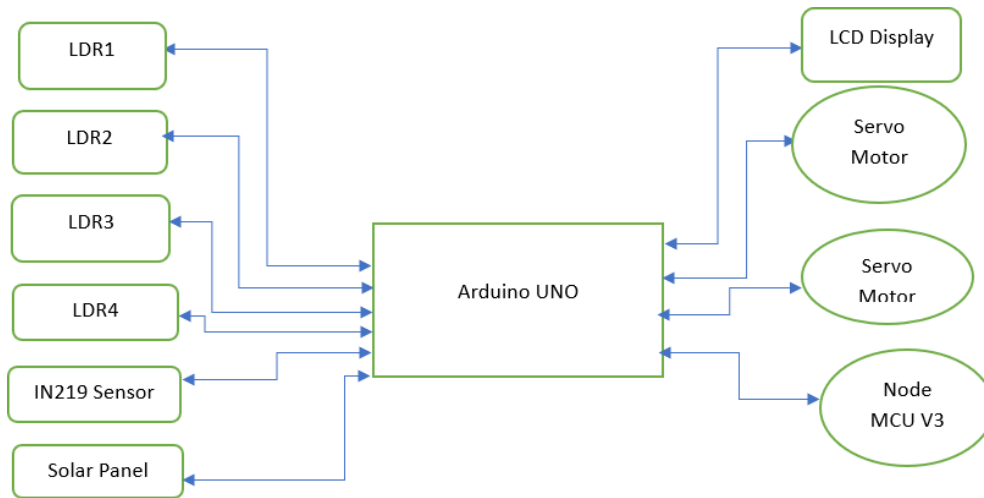 LDR1
LDR2
LDR3
LDR4
IN219 Sensor
Solar Panel
Arduino UNO
LCD Display
Servo
Motor
Servo
Motor
Node
MCU V3